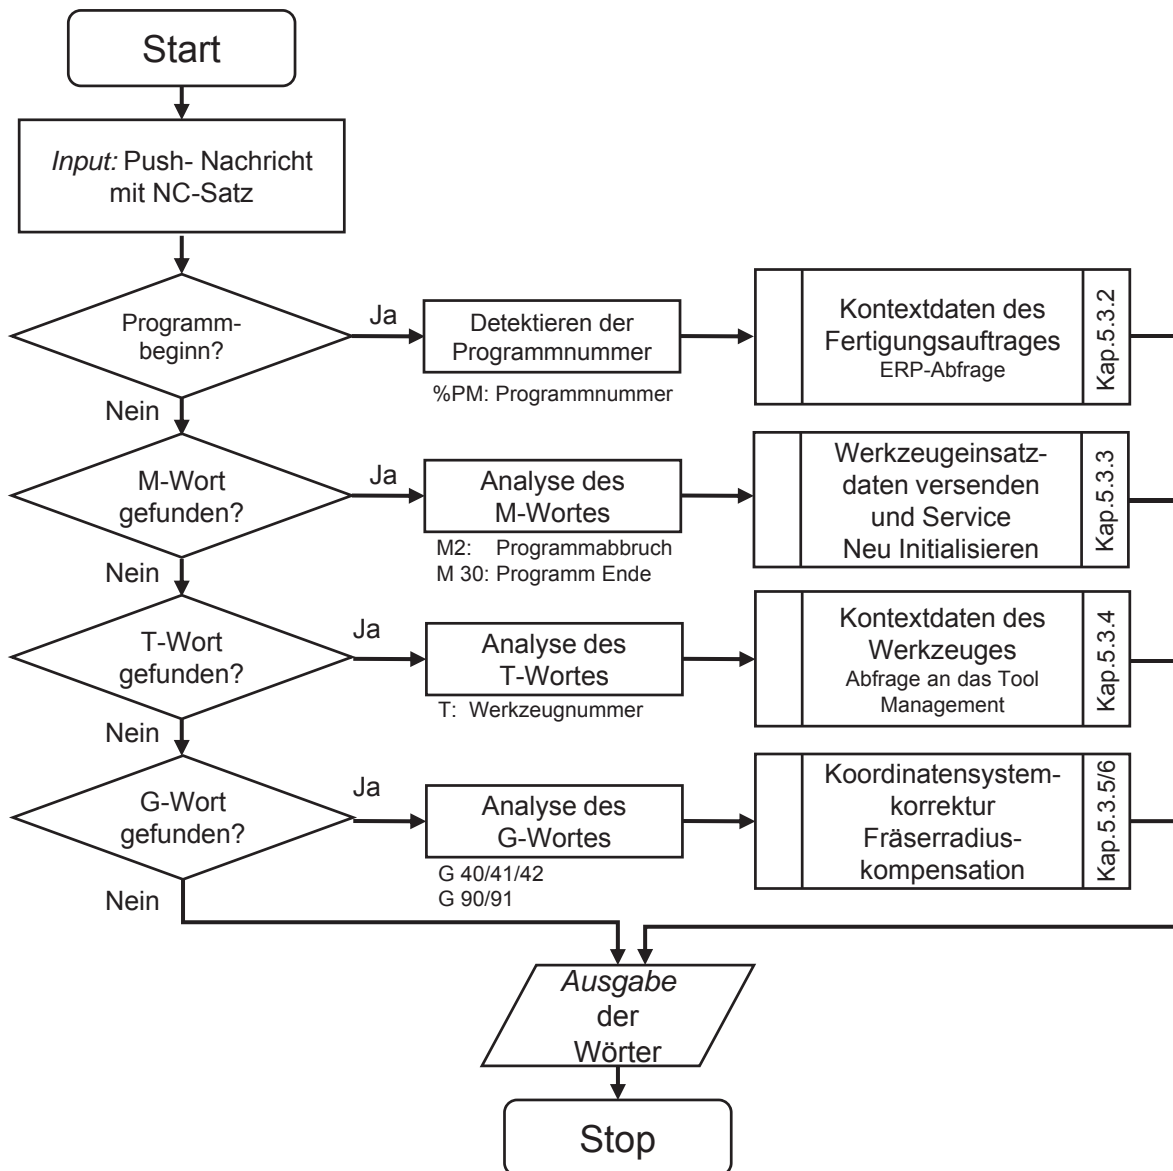 Start
Input: Push- Nachricht
mit NC-Satz
Programm-
beginn?
Ja
Detektieren der
Programmnummer
%PM: Programmnummer
Kontextdaten des
Fertigungsauftrages
ERP-Abfrage
Kap.5.3.2
Nein
M-Wort
gefunden?
Ja
Analyse des
M-Wortes
M2: Programmabbruch
M 30: Programm Ende
Werkzeugeinsatz-
daten versenden
und Service
Neu Initialisieren
Kap.5.3.3
Nein
T-Wort
gefunden?
Ja
Analyse des
T-Wortes
T: Werkzeugnummer
Kontextdaten des
Werkzeuges
Abfrage an das Tool
Management
Kap.5.3.4
Nein
G-Wort
gefunden?
Ja
Analyse des
G-Wortes
G 40/41/42
G 90/91
Koordinatensystem-
korrektur
Fräserradius-
kompensation
Kap.5.3.5/6
Nein
Ausgabe
der
Wörter
Stop